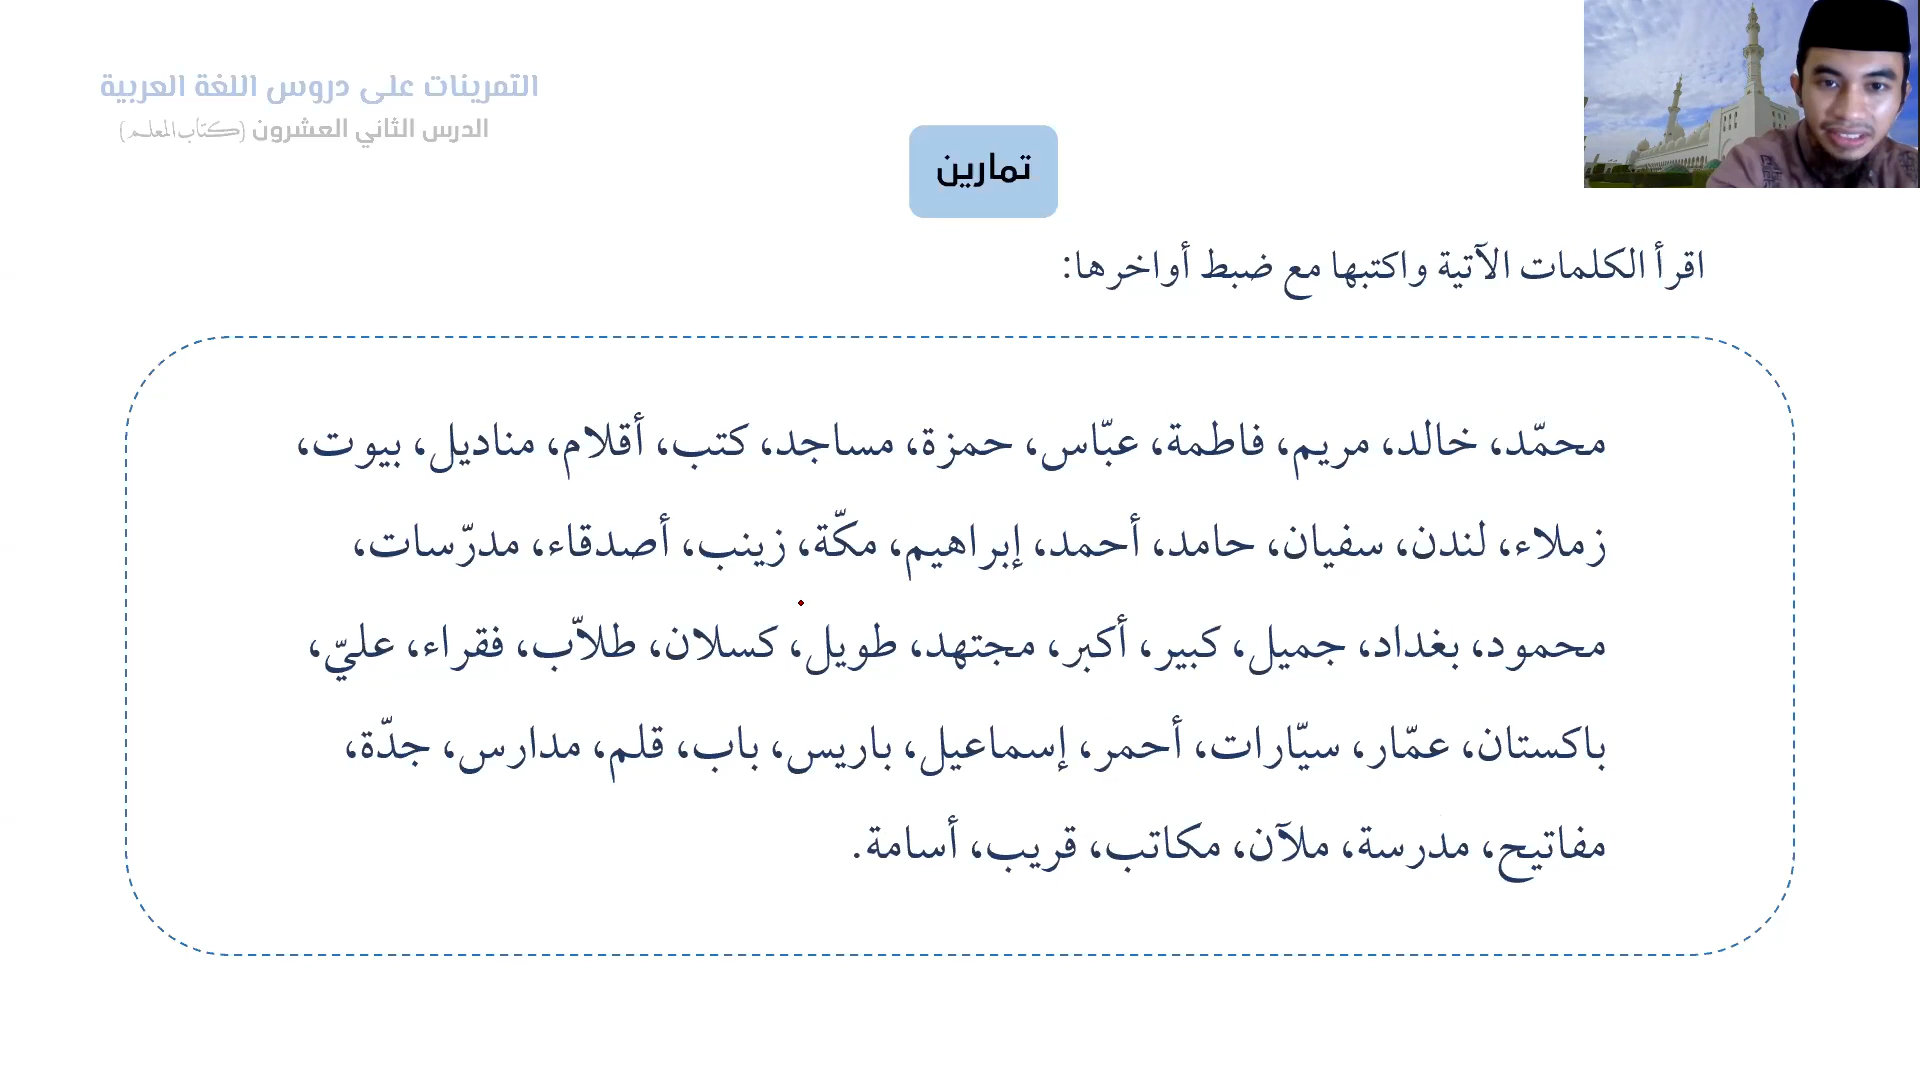 التمرينات على دروس اللغة العربية
الدرس الثاني العشرون (كتاب المعلم)
تمارين
اقرأ الكلمات الآتية واكتبها مع ضبط أواخرها:
محمّد، خالد، مريم، فاطمة، عبّاس، حمزة، مساجد، كتب، أقلام، مناديل، بيوت،
زملاء، لندن، سفيان، حامد، أحمد، إبراهيم، مكّة، زينب، أصدقاء، مدرّسات،
محمود، بغداد، جميل، كبير، أكبر، مجتهد، طويل، كسلان، طلاّب، فقراء، عليّ،
باكستان، عمّار، سيّارات، أحمر، إسماعيل، باريس، باب، قلم، مدارس، جدّة،
مفاتيح، مدرسة، ملآن، مكاتب، قريب، أسامة.